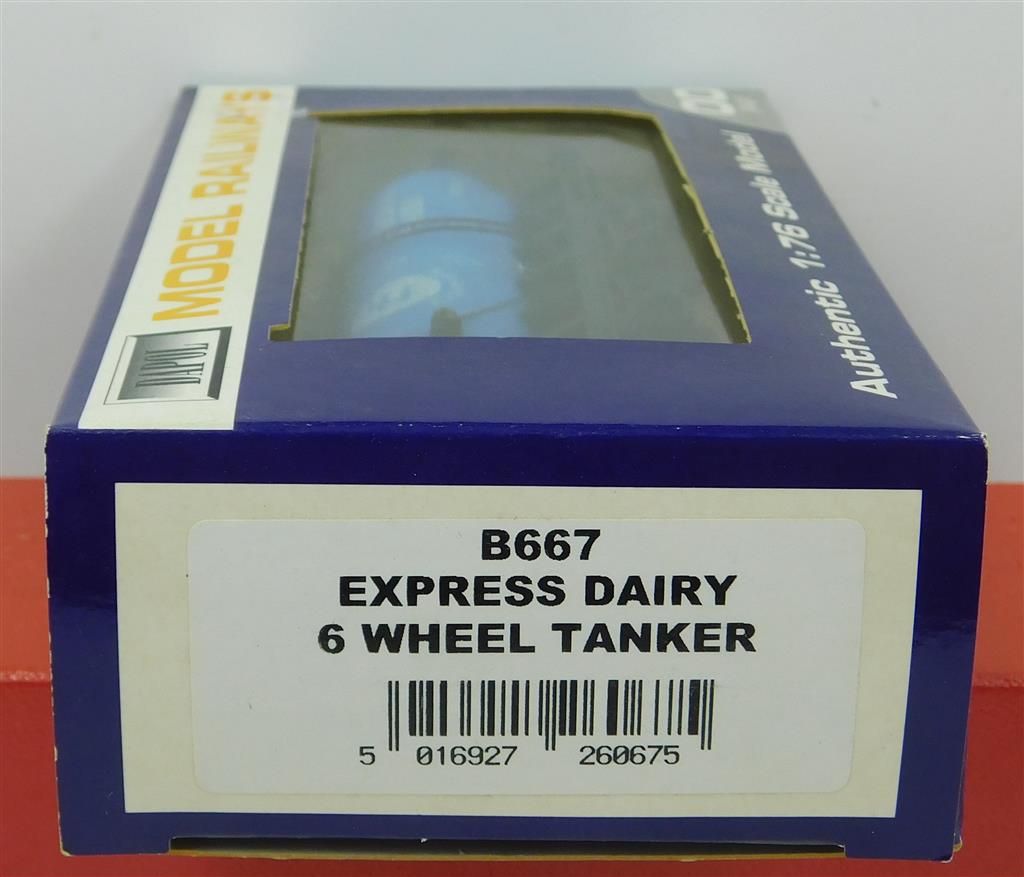 MODEL RAILWAYS
DAPOL
OO
Authentic 1:76 Scale Model
B667
EXPRESS DAIRY
6 WHEEL TANKER
5 016927 260675